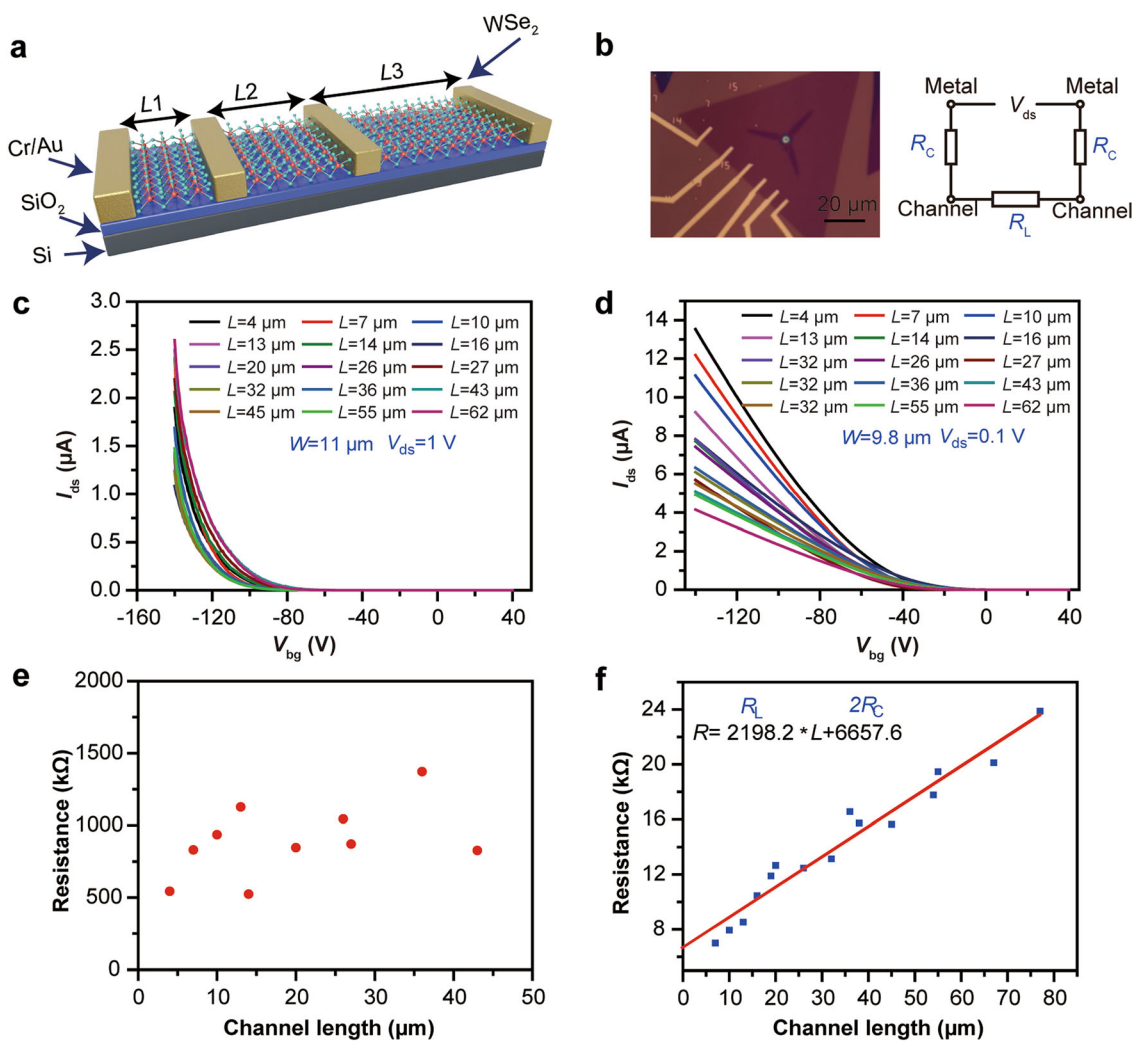 a
WSe2
L1
L2
L3
Cr/Au
SiO2
Si
b
15
7
7
14
15
20 µm
Metal
Vds
Metal
RC
RC
Channel
RL
Channel
c
3.0
2.5
2.0
1.5
1.0
0.5
0.0
Ids (µA)
L=4 µm L=7 µm L=10 µm
L=13 µm L=14 µm L=16 µm
L=20 µm L=26 µm L=27 µm
L=32 µm L=36 µm L=43 µm
L=45 µm L=55 µm L=62 µm
W=11 µm Vds=1 V
-160 -120 -80 -40 0 40
Vbg (V)
d
14
12
10
8
6
4
2
0
Ids (µA)
L=4 µm L=7 µm L=10 µm
L=13 µm L=14 µm L=16 µm
L=32 µm L=26 µm L=27 µm
L=32 µm L=36 µm L=43 µm
L=32 µm L=55 µm L=62 µm
W=9.8 µm Vds=0.1 V
-120 -80 -40 0 40
Vbg (V)
e
2000
1500
1000
500
0
Resistance (kΩ)
0 10 20 30 40 50
Channel length (µm)
f
24
20
16
12
8
Resistance (kΩ)
RL 2RC
R= 2198.2 *L+6657.6
0 10 20 30 40 50 60 70 80
Channel length (µm)